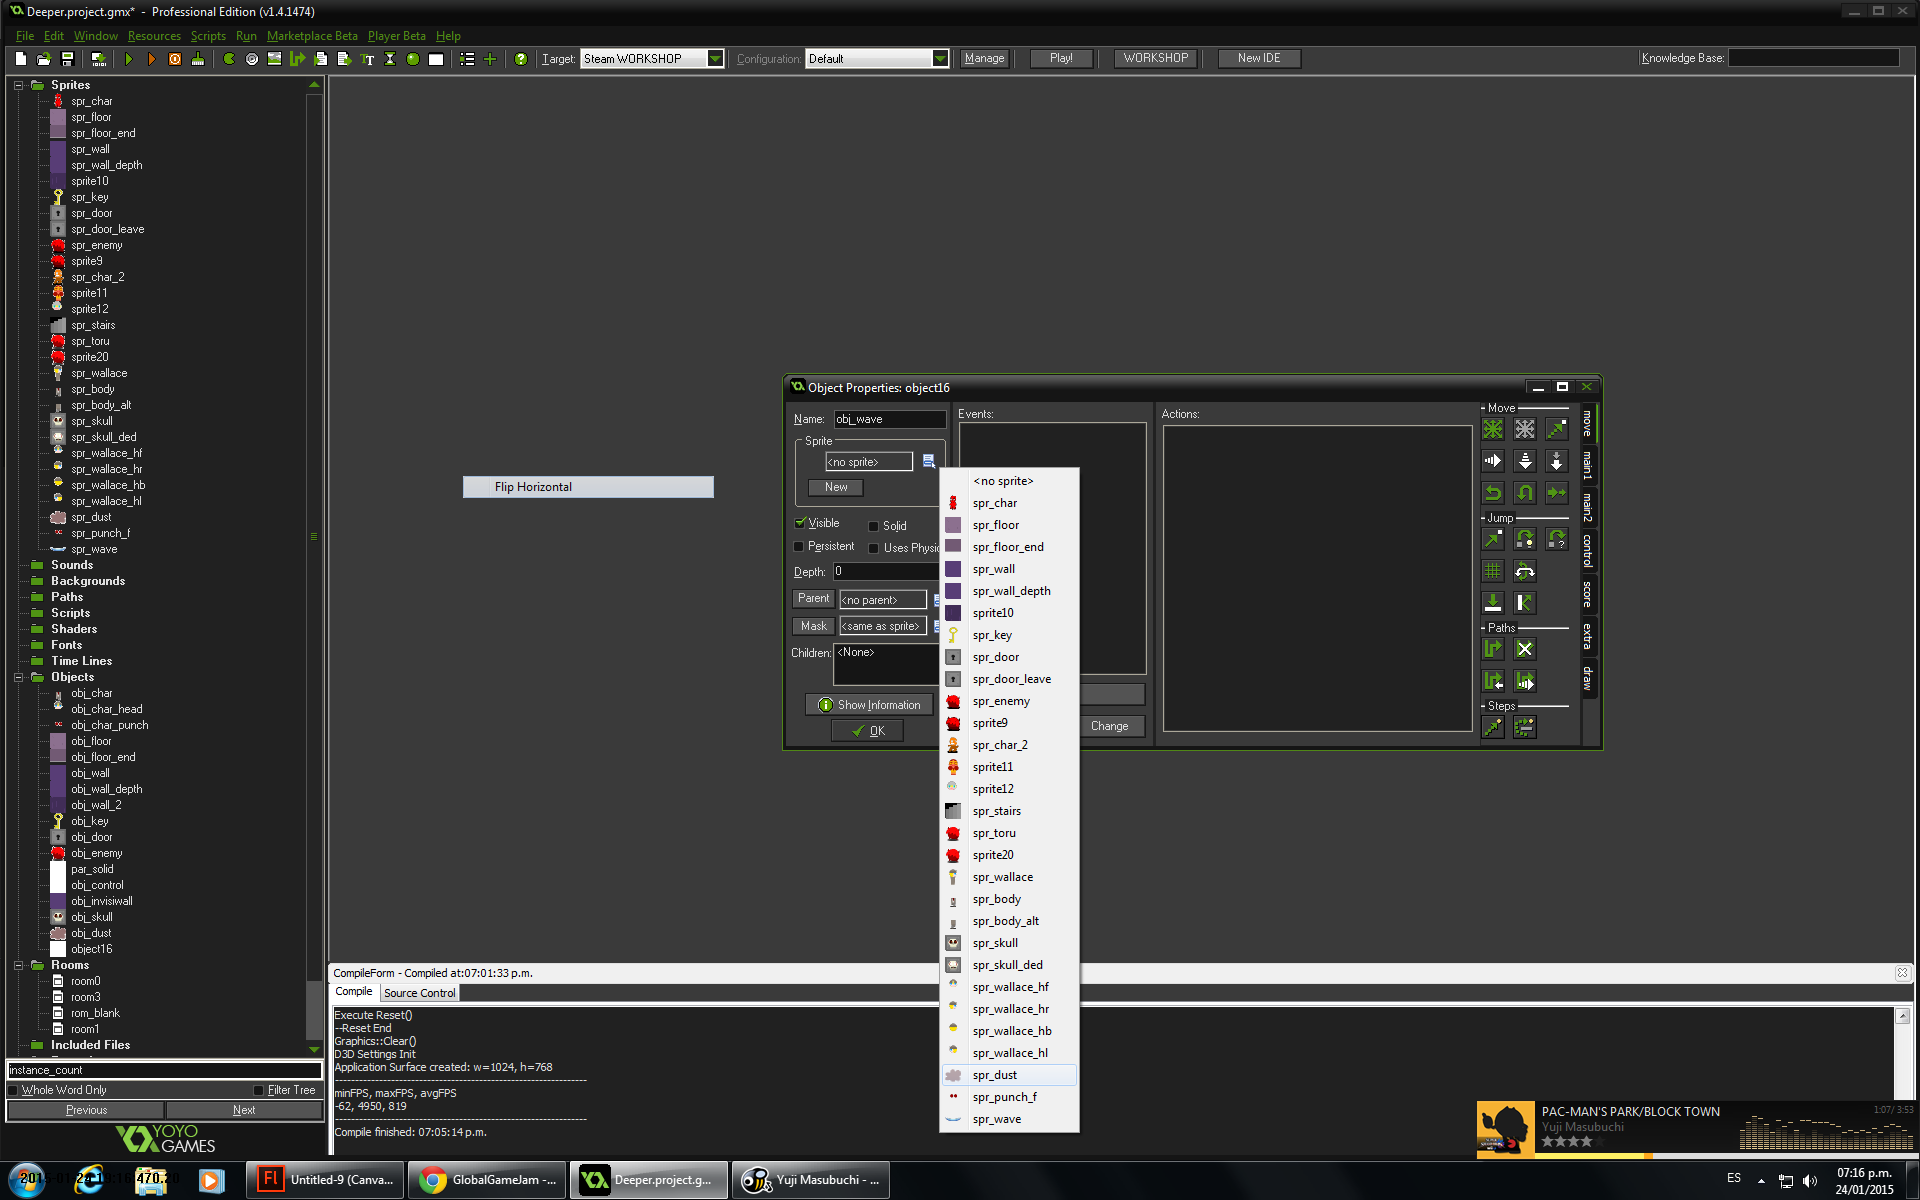 Deeper.project.gmx* - Professional Edition (v1.4.1474)
File Edit Window Resources Scripts Run Marketplace Beta Player Beta Help
Target: Steam WORKSHOP Configuration: Default Manage Play! WORKSHOP New IDE Knowledge Base:
Sprites
spr_char
spr_floor
spr_floor_end
spr_wall
spr_wall_depth
sprite10
spr_key
spr_door
spr_door_leave
spr_enemy
sprite9
spr_char_2
sprite11
sprite12
spr_stairs
spr_toru
sprite20
spr_wallace
spr_body
spr_body_alt
spr_skull
spr_skull_ded
spr_wallace_hf
spr_wallace_hr
spr_wallace_hb
spr_wallace_hl
spr_dust
spr_punch_f
spr_wave
Sounds
Backgrounds
Paths
Scripts
Shaders
Fonts
Time Lines
Objects
obj_char
obj_char_head
obj_char_punch
obj_floor
obj_floor_end
obj_wall
obj_wall_depth
obj_wall_2
obj_key
obj_door
obj_enemy
par_solid
obj_control
obj_invisiwall
obj_skull
obj_dust
object16
Rooms
room0
room3
rom_blank
room1
Included Files
instance_count
Whole Word Only Filter Tree
Previous Next
YOYO
GAMES
Flip Horizontal
Object Properties: object16
Name: obj_wave
Sprite
<no sprite>
New
Visible Solid
Persistent Uses Physic
Depth: 0
Parent <no parent>
Mask <same as sprite>
Children: <None>
Show Information
OK
Events:
Change
Actions:
Move
Jump
Paths
Steps
move
main1
main2
control
score
extra
draw
<no sprite>
spr_char
spr_floor
spr_floor_end
spr_wall
spr_wall_depth
sprite10
spr_key
spr_door
spr_door_leave
spr_enemy
sprite9
spr_char_2
sprite11
sprite12
spr_stairs
spr_toru
sprite20
spr_wallace
spr_body
spr_body_alt
spr_skull
spr_skull_ded
spr_wallace_hf
spr_wallace_hr
spr_wallace_hb
spr_wallace_hl
spr_dust
spr_punch_f
spr_wave
CompileForm - Compiled at:07:01:33 p.m.
Compile Source Control
Execute Reset()
--Reset End
Graphics::Clear()
D3D Settings Init
Application Surface created: w=1024, h=768
minFPS, maxFPS, avgFPS
-62, 4950, 819
Compile finished: 07:05:14 p.m.
PAC-MAN'S PARK/BLOCK TOWN 1:07/ 3:53
Yuji Masubuchi
Untitled-9 (Canva...
GlobalGameJam -...
Deeper.project.g...
Yuji Masubuchi - ...
ES
07:16 p.m.
24/01/2015